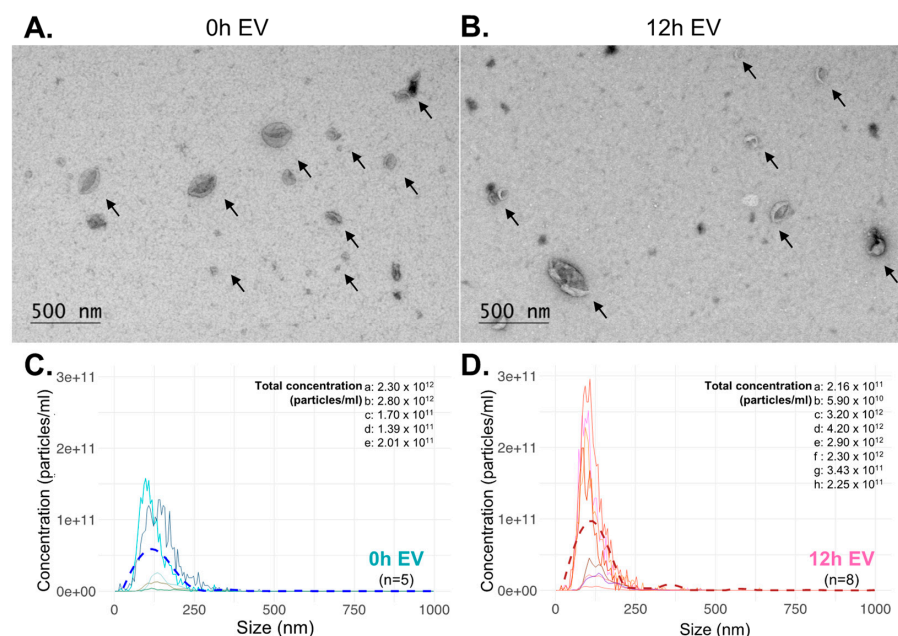 A.
0h EV
B.
12h EV
500 nm
500 nm
C.
Concentration (particles/ml)
3e+11
2e+11
1e+11
0e+00
Total concentration
(particles/ml)
a: 2.30 x 10¹²
b: 2.80 x 10¹²
c: 1.70 x 10¹¹
d: 1.39 x 10¹¹
e: 2.01 x 10¹¹
0h EV
(n=5)
0 250 500 750 1000
Size (nm)
D.
Concentration (particles/ml)
3e+11
2e+11
1e+11
0e+00
Total concentration
(particles/ml)
a: 2.16 x 10¹¹
b: 5.90 x 10¹⁰
c: 3.20 x 10¹²
d: 4.20 x 10¹²
e: 2.90 x 10¹²
f : 2.30 x 10¹²
g: 3.43 x 10¹¹
h: 2.25 x 10¹¹
12h EV
(n=8)
0 250 500 750 1000
Size (nm)